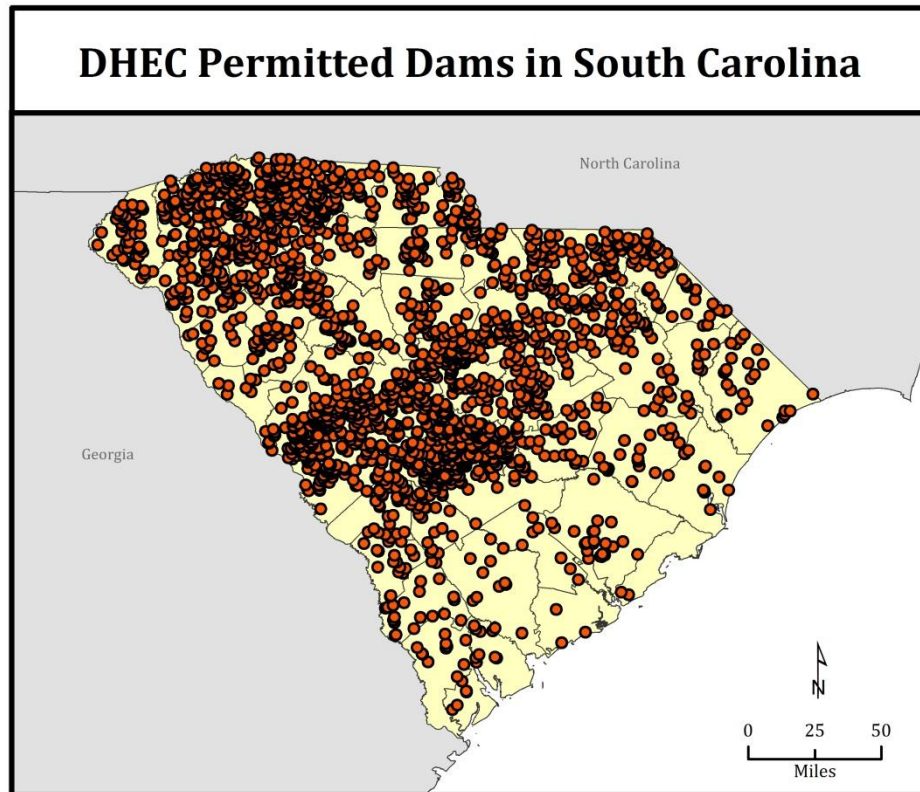 DHEC Permitted Dams in South Carolina
North Carolina
Georgia
N
0 25 50
Miles